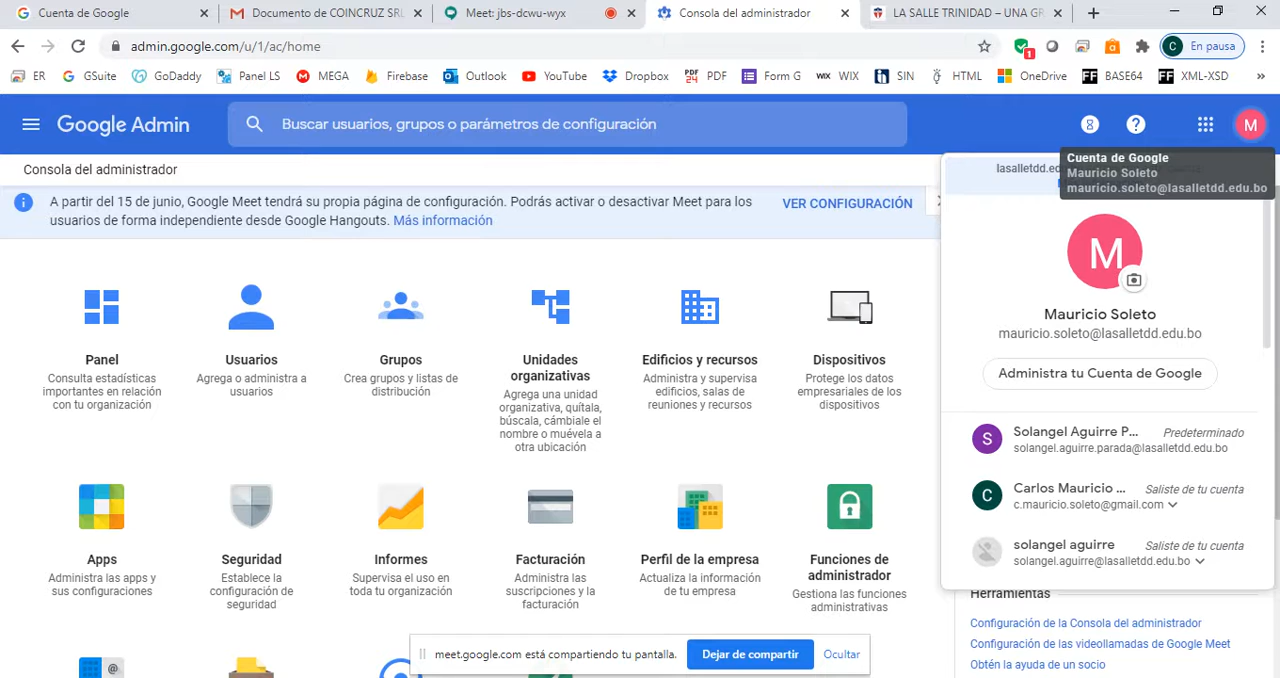 Cuenta de Google
Documento de COINCRUZ SRL
Meet: jbs-dcwu-wyx
Consola del administrador
LA SALLE TRINIDAD – UNA GR
admin.google.com/u/1/ac/home
1
C
En pausa
ER
GSuite
GoDaddy
Panel LS
MEGA
Firebase
Outlook
YouTube
Dropbox
PDF
Form G
WIX
SIN
HTML
OneDrive
FF
BASE64
FF
XML-XSD
»
Google Admin
Buscar usuarios, grupos o parámetros de configuración
M
Consola del administrador
A partir del 15 de junio, Google Meet tendrá su propia página de configuración. Podrás activar o desactivar Meet para los
usuarios de forma independiente desde Google Hangouts. Más información
VER CONFIGURACIÓN
Panel
Consulta estadísticas
importantes en relación
con tu organización
Usuarios
Agrega o administra a
usuarios
Grupos
Crea grupos y listas de
distribución
Unidades
organizativas
Agrega una unidad
organizativa, quítala,
búscala, cámbiale el
nombre o muévela a
otra ubicación
Edificios y recursos
Administra y supervisa
edificios, salas de
reuniones y recursos
Dispositivos
Protege los datos
empresariales de los
dispositivos
Apps
Administra las apps y
sus configuraciones
Seguridad
Establece la
configuración de
seguridad
Informes
Supervisa el uso en
toda tu organización
Facturación
Administra las
suscripciones y la
facturación
Perfil de la empresa
Actualiza la información
de tu empresa
Funciones de
administrador
Gestiona las funciones
administrativas
Cuenta de Google
Mauricio Soleto
mauricio.soleto@lasalletdd.edu.bo
M
Mauricio Soleto
mauricio.soleto@lasalletdd.edu.bo
Administra tu Cuenta de Google
S
Solangel Aguirre P...
Predeterminado
solangel.aguirre.parada@lasalletdd.edu.bo
C
Carlos Mauricio ...
Saliste de tu cuenta
c.mauricio.soleto@gmail.com
solangel aguirre
Saliste de tu cuenta
solangel.aguirre@lasalletdd.edu.bo
Herramientas
Configuración de la Consola del administrador
Configuración de las videollamadas de Google Meet
Obtén la ayuda de un socio
meet.google.com está compartiendo tu pantalla.
Dejar de compartir
Ocultar